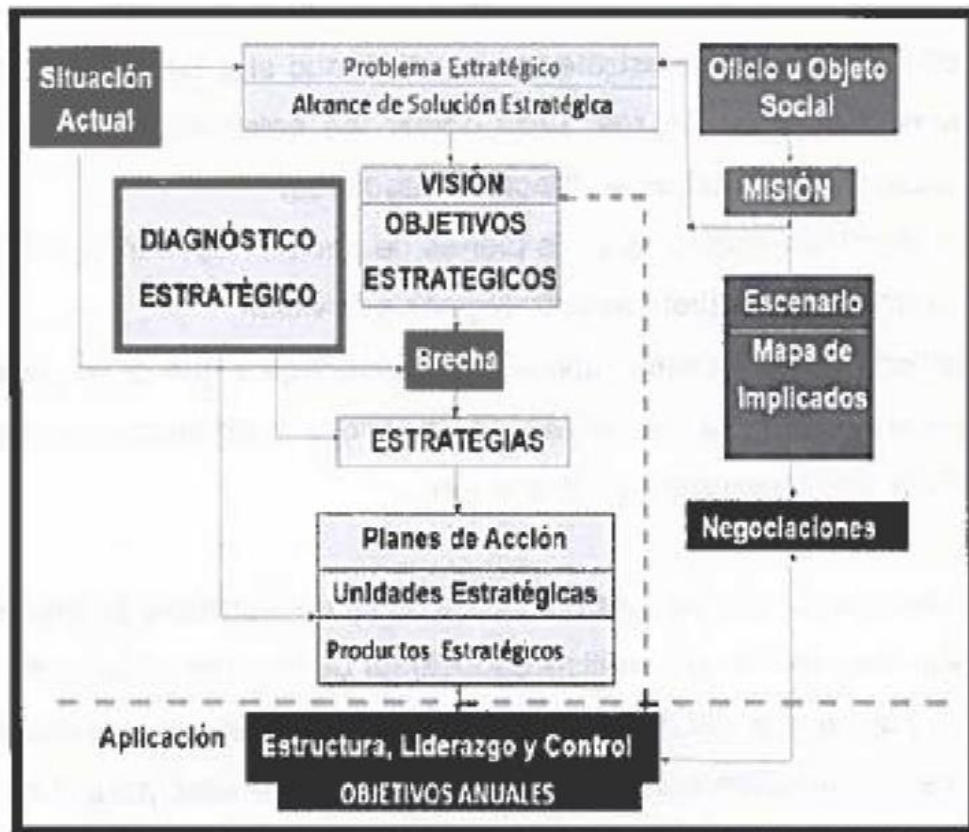 Situación
Actual
Problema Estratégico
Alcance de Solución Estratégica
Oficio u Objeto
Social
VISIÓN
OBJETIVOS
ESTRATEGICOS
MISIÓN
DIAGNÓSTICO
ESTRATÉGICO
Escenario
Mapa de
Implicados
Brecha
ESTRATEGIAS
Negociaciones
Planes de Acción
Unidades Estratégicas
Productos Estratégicos
Aplicación
Estructura, Liderazgo y Control
OBJETIVOS ANUALES